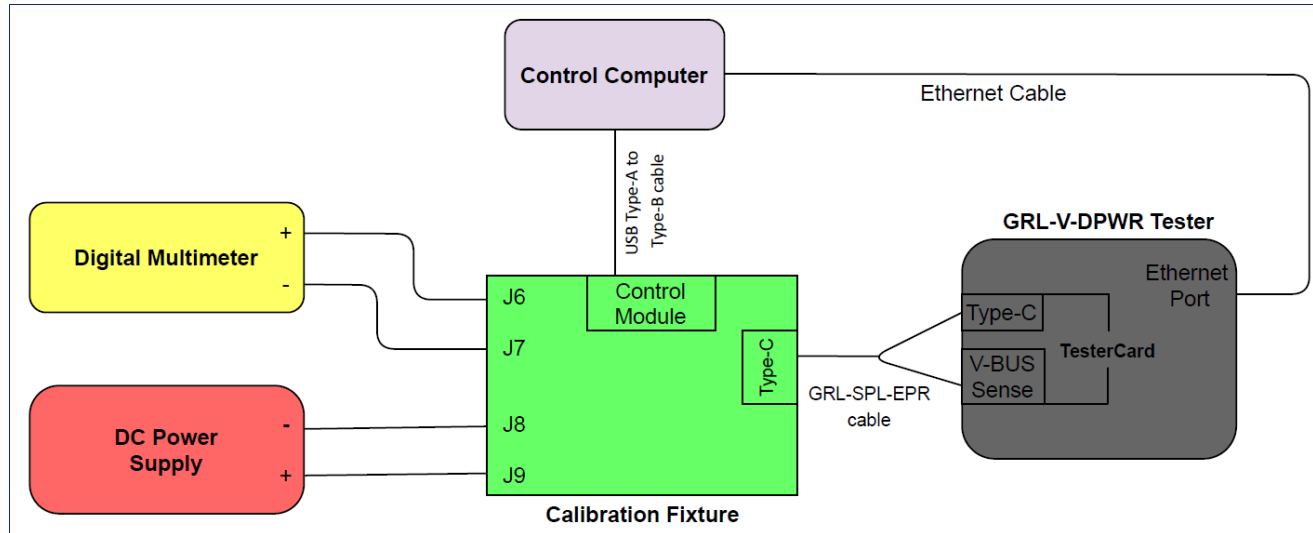 Control Computer
Ethernet Cable
USB Type-A to
Type-B cable
GRL-V-DPWR Tester
Digital Multimeter
+
-
Ethernet
Port
J6
Control
Module
J7
Type-C
Type-C
TesterCard
V-BUS
Sense
GRL-SPL-EPR
cable
DC Power
Supply
-
+
J8
J9
Calibration Fixture